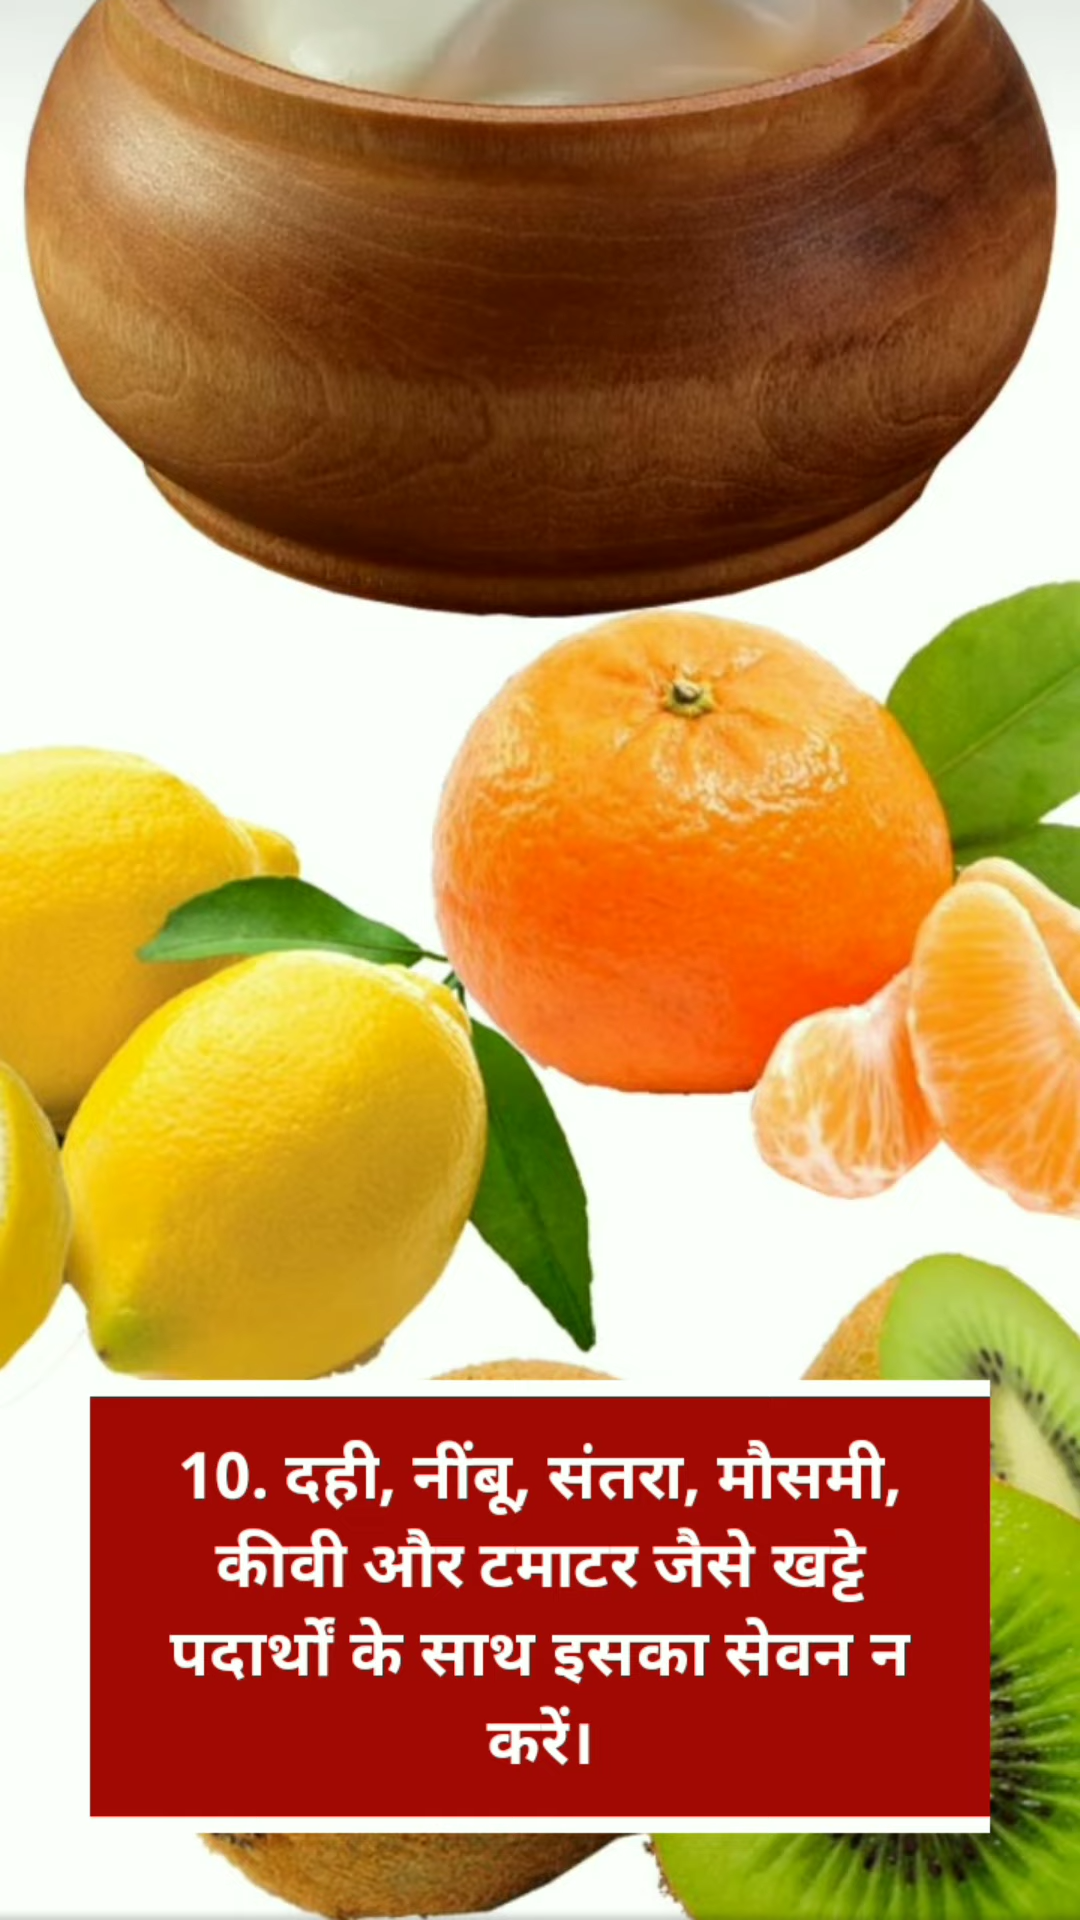 10. दही, नींबू, संतरा, मौसमी,
कीवी और टमाटर जैसे खट्टे
पदार्थों के साथ इसका सेवन न
करें।